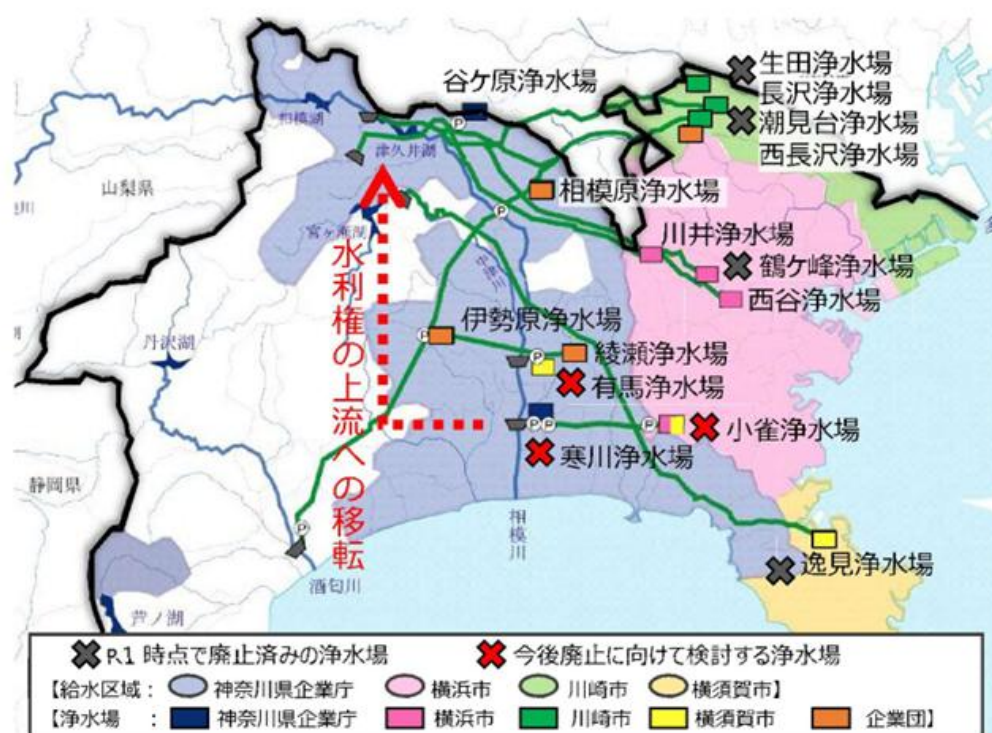 谷ケ原浄水場
生田浄水場
長沢浄水場
潮見台浄水場
西長沢浄水場
相模湖
津久井湖
山梨県
相模原浄水場
宮ヶ瀬湖
川井浄水場
鶴ケ峰浄水場
西谷浄水場
中津川
水利権の上流への移転
伊勢原浄水場
丹沢湖
綾瀬浄水場
有馬浄水場
小雀浄水場
寒川浄水場
静岡県
相模川
逸見浄水場
酒匂川
芦ノ湖
P
P
P
P
P
P
P
P
R1 時点で廃止済みの浄水場 今後廃止に向けて検討する浄水場
【給水区域： 神奈川県企業庁 横浜市 川崎市 横須賀市】
【浄水場 ： 神奈川県企業庁 横浜市 川崎市 横須賀市 企業団】